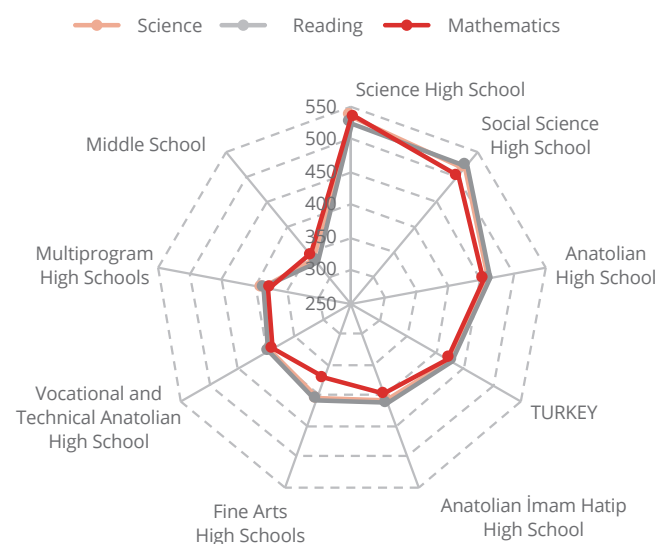 Science Reading Mathematics
Science High School
Social Science
High School
Anatolian
High School
TURKEY
Anatolian İmam Hatip
High School
Fine Arts
High Schools
Vocational and
Technical Anatolian
High School
Multiprogram
High Schools
Middle School
550
500
450
400
350
300
250